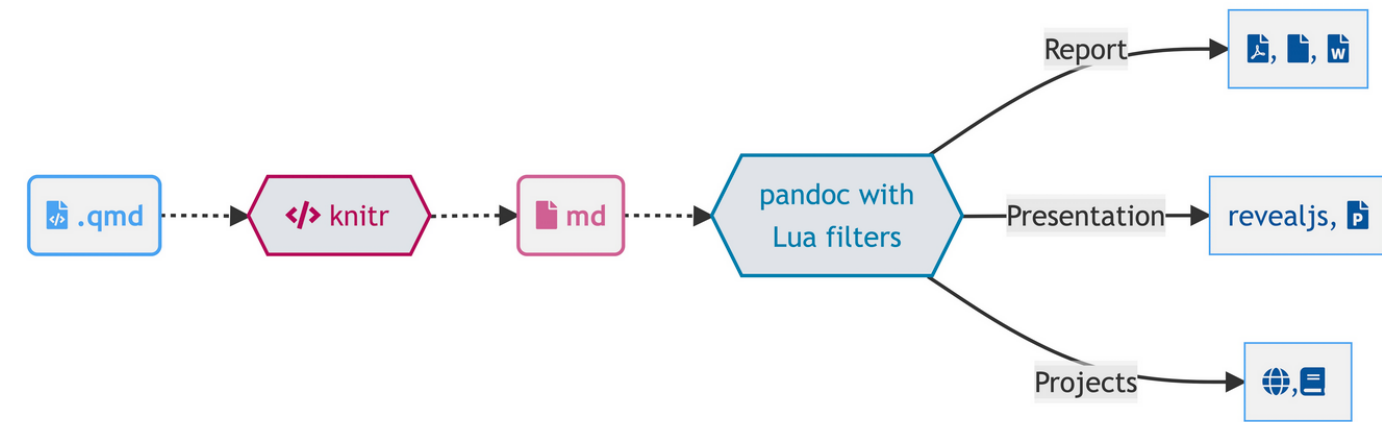 .qmd
</> knitr
md
pandoc with
Lua filters
Report
, , W
Presentation
revealjs, P
Projects
,